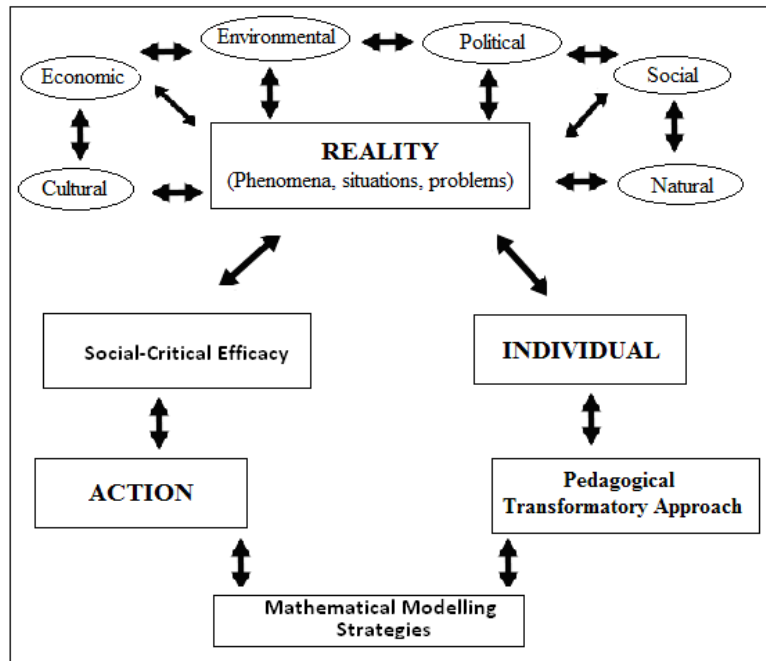 Environmental
Political
Economic
Social
REALITY
(Phenomena, situations, problems)
Cultural
Natural
Social-Critical Efficacy
INDIVIDUAL
ACTION
Pedagogical
Transformatory Approach
Mathematical Modelling
Strategies